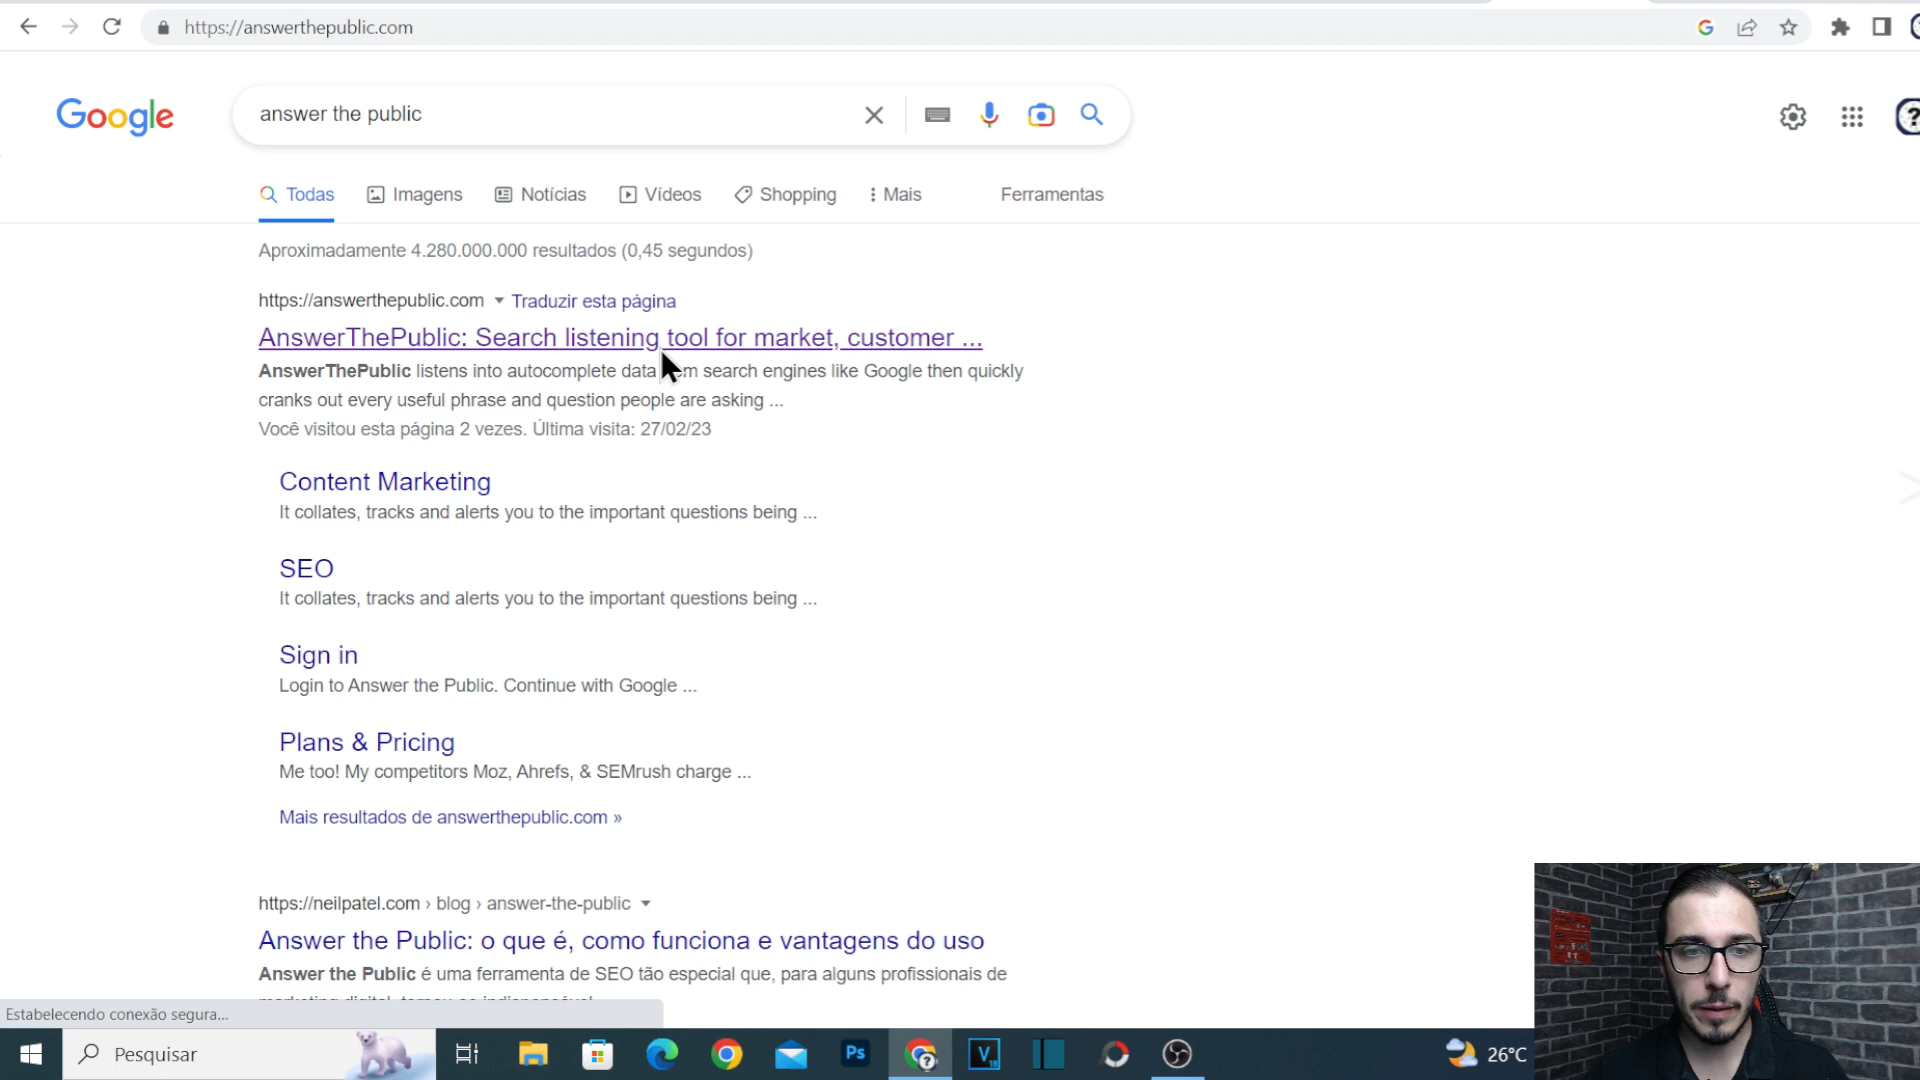 https://answerthepublic.com
Google
answer the public
Todas
Imagens
Notícias
Vídeos
Shopping
Mais
Ferramentas
Aproximadamente 4.280.000.000 resultados (0,45 segundos)
https://answerthepublic.com Traduzir esta página
AnswerThePublic: Search listening tool for market, customer ...
AnswerThePublic listens into autocomplete data search engines like Google then quickly
cranks out every useful phrase and question people are asking ...
Você visitou esta página 2 vezes. Última visita: 27/02/23
Content Marketing
It collates, tracks and alerts you to the important questions being ...
SEO
It collates, tracks and alerts you to the important questions being ...
Sign in
Login to Answer the Public. Continue with Google ...
Plans & Pricing
Me too! My competitors Moz, Ahrefs, & SEMrush charge ...
Mais resultados de answerthepublic.com »
https://neilpatel.com › blog › answer-the-public
Answer the Public: o que é, como funciona e vantagens do uso
Answer the Public é uma ferramenta de SEO tão especial que, para alguns profissionais de
Estabelecendo conexão segura...
Pesquisar
Ps
V
26°C